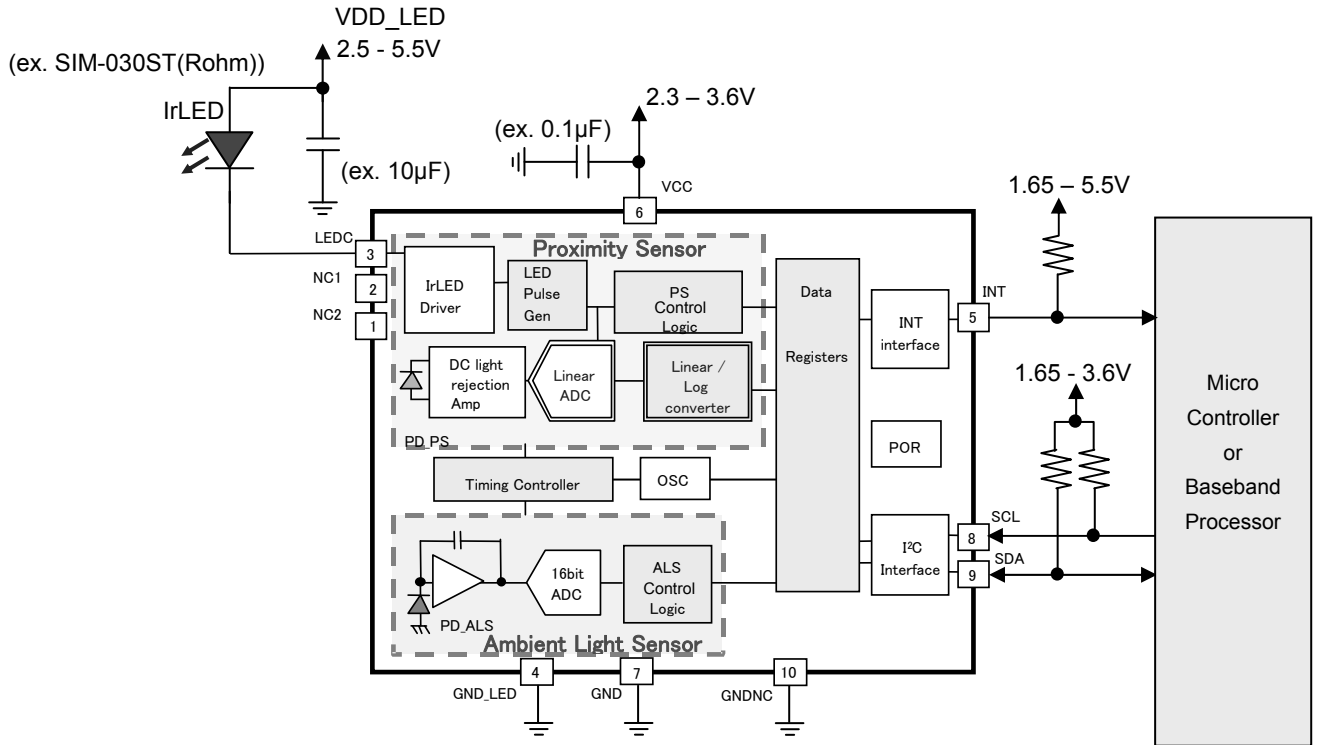 VDD_LED
2.5 - 5.5V
(ex. SIM-030ST(Rohm))
IrLED
(ex. 10μF)
2.3 – 3.6V
(ex. 0.1μF)
VCC
6
1.65 – 5.5V
LEDC
3
NC1
2
NC2
1
Proximity Sensor
IrLED
Driver
LED
Pulse
Gen
PS
Control
Logic
Data
Registers
INT
interface
INT
5
DC light
rejection
Amp
Linear
ADC
Linear /
Log
converter
PD_PS
1.65 - 3.6V
Micro
Controller
or
Baseband
Processor
POR
Timing Controller
OSC
SCL
8
SDA
9
I²C
Interface
16bit
ADC
ALS
Control
Logic
PD_ALS
Ambient Light Sensor
4
GND_LED
7
GND
10
GNDNC